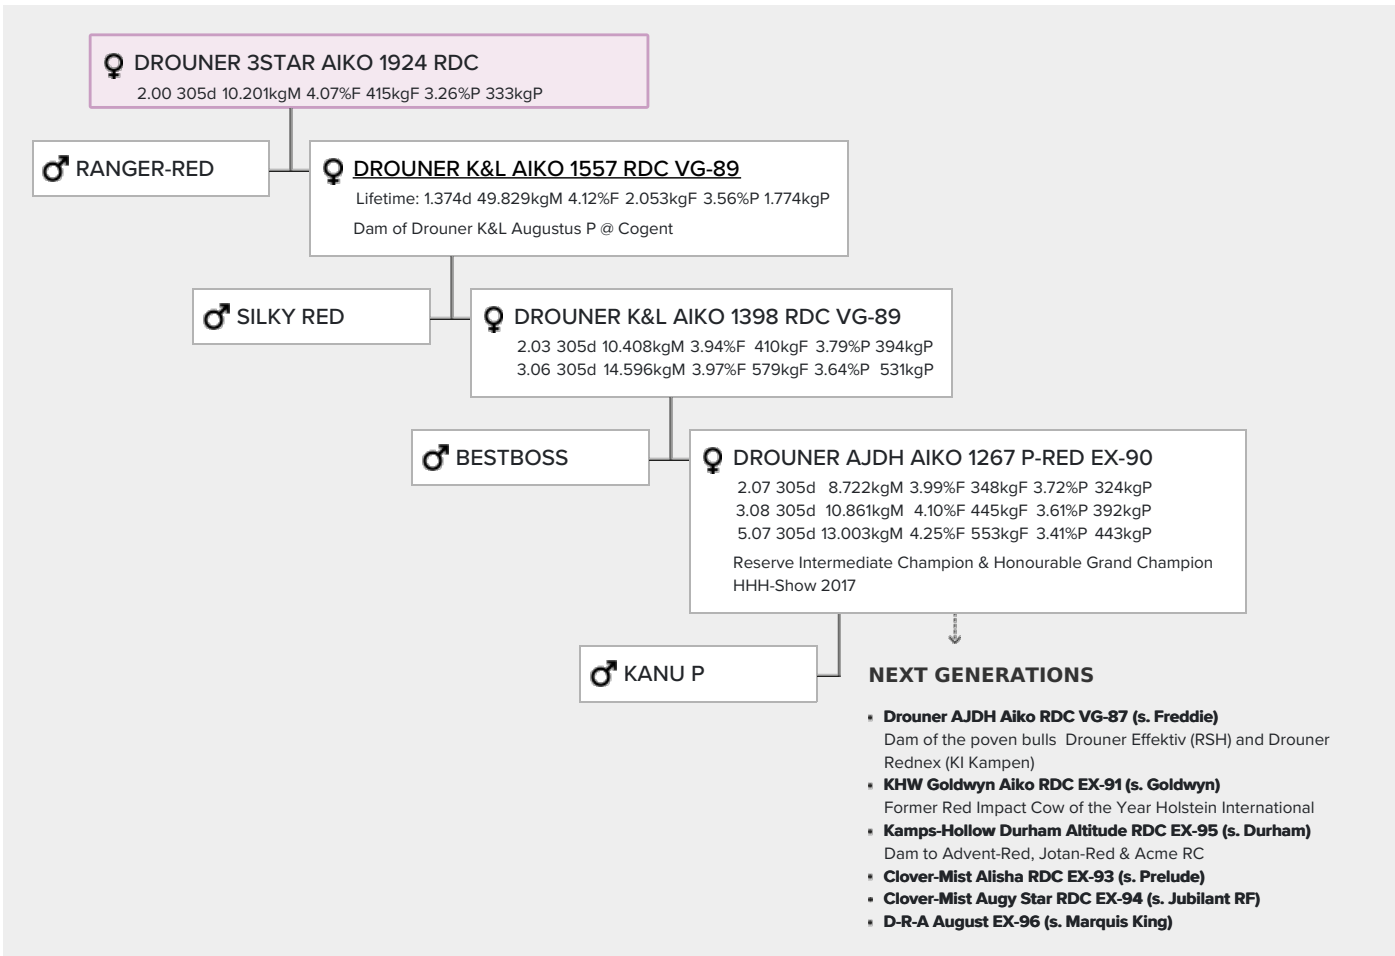 DROUNER 3STAR AIKO 1924 RDC
2.00 305d 10.201kgM 4.07%F 415kgF 3.26%P 333kgP
RANGER-RED
DROUNER K&L AIKO 1557 RDC VG-89
Lifetime: 1.374d 49.829kgM 4.12%F 2.053kgF 3.56%P 1.774kgP
Dam of Drouner K&L Augustus P @ Cogent
SILKY RED
DROUNER K&L AIKO 1398 RDC VG-89
2.03 305d 10.408kgM 3.94%F 410kgF 3.79%P 394kgP
3.06 305d 14.596kgM 3.97%F 579kgF 3.64%P 531kgP
BESTBOSS
DROUNER AJDH AIKO 1267 P-RED EX-90
2.07 305d 8.722kgM 3.99%F 348kgF 3.72%P 324kgP
3.08 305d 10.861kgM 4.10%F 445kgF 3.61%P 392kgP
5.07 305d 13.003kgM 4.25%F 553kgF 3.41%P 443kgP
Reserve Intermediate Champion & Honourable Grand Champion
HHH-Show 2017
KANU P
NEXT GENERATIONS
Drouner AJDH Aiko RDC VG-87 (s. Freddie)
Dam of the poven bulls Drouner Effektiv (RSH) and Drouner
Rednex (KI Kampen)
KHW Goldwyn Aiko RDC EX-91 (s. Goldwyn)
Former Red Impact Cow of the Year Holstein International
Kamps-Hollow Durham Altitude RDC EX-95 (s. Durham)
Dam to Advent-Red, Jotan-Red & Acme RC
Clover-Mist Alisha RDC EX-93 (s. Prelude)
Clover-Mist Augy Star RDC EX-94 (s. Jubilant RF)
D-R-A August EX-96 (s. Marquis King)